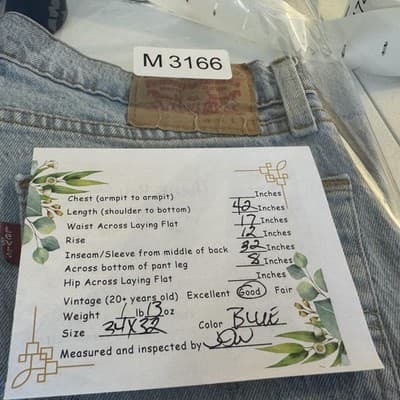 M 3166
Chest (armpit to armpit) Inches
Length (shoulder to bottom) 42 Inches
Waist Across Laying Flat 17 Inches
Rise 12 Inches
Inseam/Sleeve from middle of back 32 Inches
Across bottom of pant leg 8 Inches
Hip Across Laying Flat Inches
Vintage (20+ years old) Excellent Good Fair
Weight 1 lb 13 oz
Size 34X32 Color BLUE
Measured and inspected by